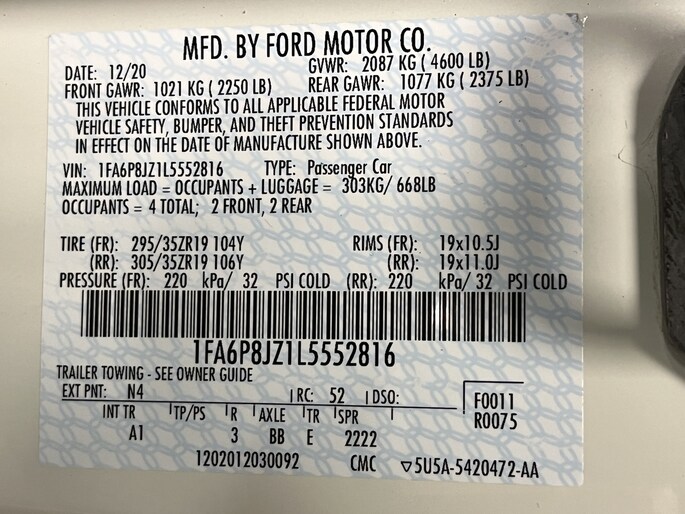 MFD. BY FORD MOTOR CO.
DATE: 12/20 GVWR: 2087 KG ( 4600 LB)
FRONT GAWR: 1021 KG ( 2250 LB) REAR GAWR: 1077 KG ( 2375 LB)
THIS VEHICLE CONFORMS TO ALL APPLICABLE FEDERAL MOTOR
VEHICLE SAFETY, BUMPER, AND THEFT PREVENTION STANDARDS
IN EFFECT ON THE DATE OF MANUFACTURE SHOWN ABOVE.
VIN: 1FA6P8JZ1L5552816 TYPE: Passenger Car
MAXIMUM LOAD = OCCUPANTS + LUGGAGE = 303KG/ 668LB
OCCUPANTS = 4 TOTAL; 2 FRONT, 2 REAR
TIRE (FR): 295/35ZR19 104Y RIMS (FR): 19x10.5J
(RR): 305/35ZR19 106Y (RR): 19x11.0J
PRESSURE (FR): 220 kPa/ 32 PSI COLD (RR): 220 kPa/ 32 PSI COLD
1FA6P8JZ1L5552816
TRAILER TOWING - SEE OWNER GUIDE
EXT PNT: N4 RC: 52 DSO: F0011
INT TR TP/PS R AXLE TR SPR R0075
A1 3 BB E 2222
1202012030092 CMC ▽5U5A-5420472-AA